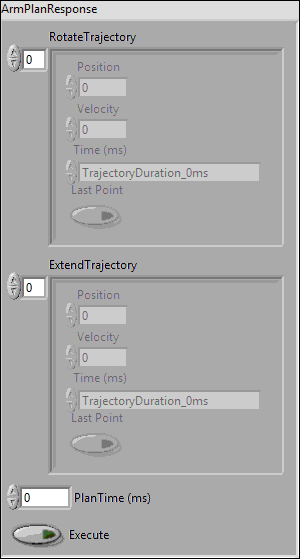 ArmPlanResponse
RotateTrajectory
0
Position
0
Velocity
0
Time (ms)
TrajectoryDuration_0ms
Last Point
ExtendTrajectory
0
Position
0
Velocity
0
Time (ms)
TrajectoryDuration_0ms
Last Point
0 PlanTime (ms)
Execute